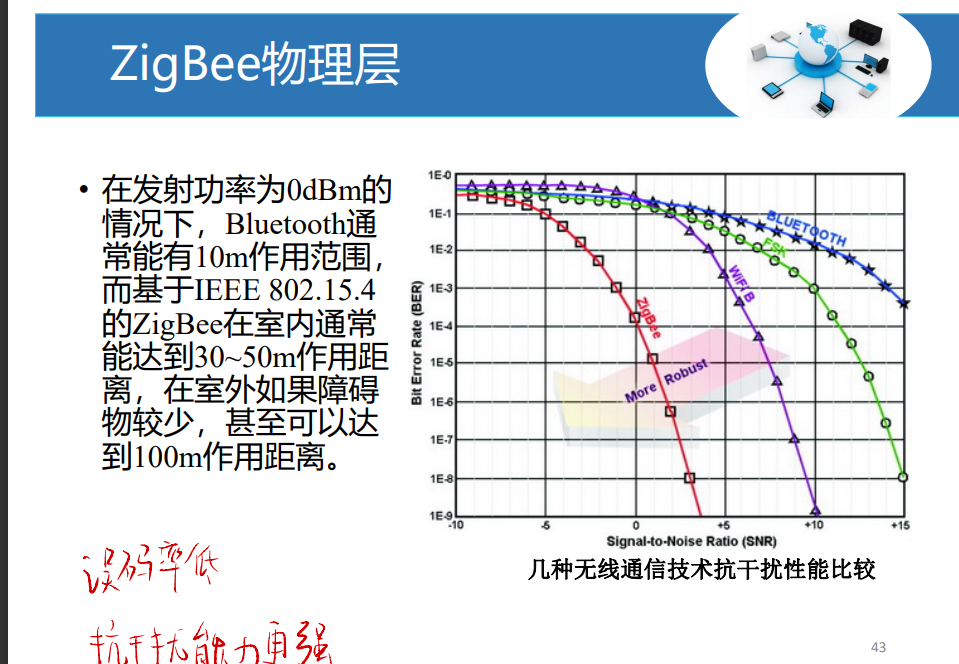 ZigBee物理层
• 在发射功率为0dBm的
情况下，Bluetooth通
常能有10m作用范围，
而基于IEEE 802.15.4
的ZigBee在室内通常
能达到30~50m作用距
离，在室外如果障碍
物较少，甚至可以达
到100m作用距离。
误码率低
抗干扰能力更强
Bit Error Rate (BER)
1E-0
1E-1
1E-2
1E-3
1E-4
1E-5
1E-6
1E-7
1E-8
1E-9
BLUETOOTH
FSK
WiFi B
ZigBee
More Robust
-10 -5 0 +5 +10 +15
Signal-to-Noise Ratio (SNR)
几种无线通信技术抗干扰性能比较
43